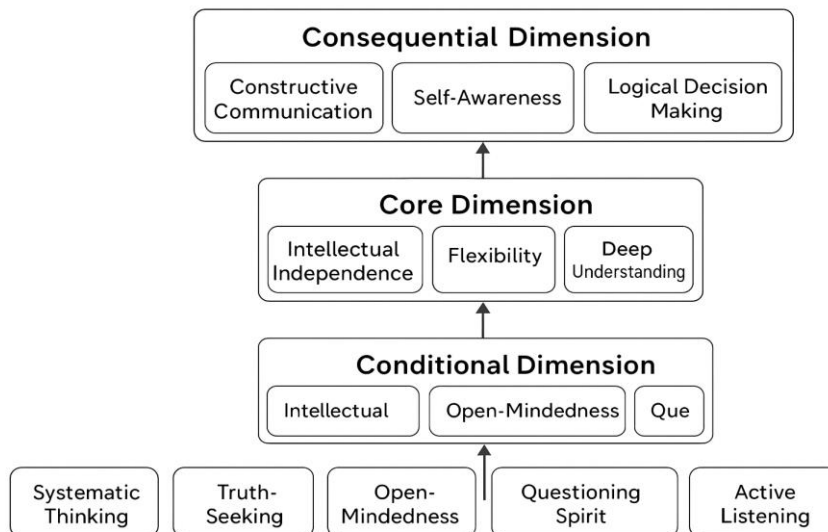 Consequential Dimension
Constructive
Communication
Self-Awareness
Logical Decision
Making
Core Dimension
Intellectual
Independence
Flexibility
Deep
Understanding
Conditional Dimension
Intellectual
Open-Mindedness
Que
Systematic
Thinking
Truth-
Seeking
Open-
Mindedness
Questioning
Spirit
Active
Listening